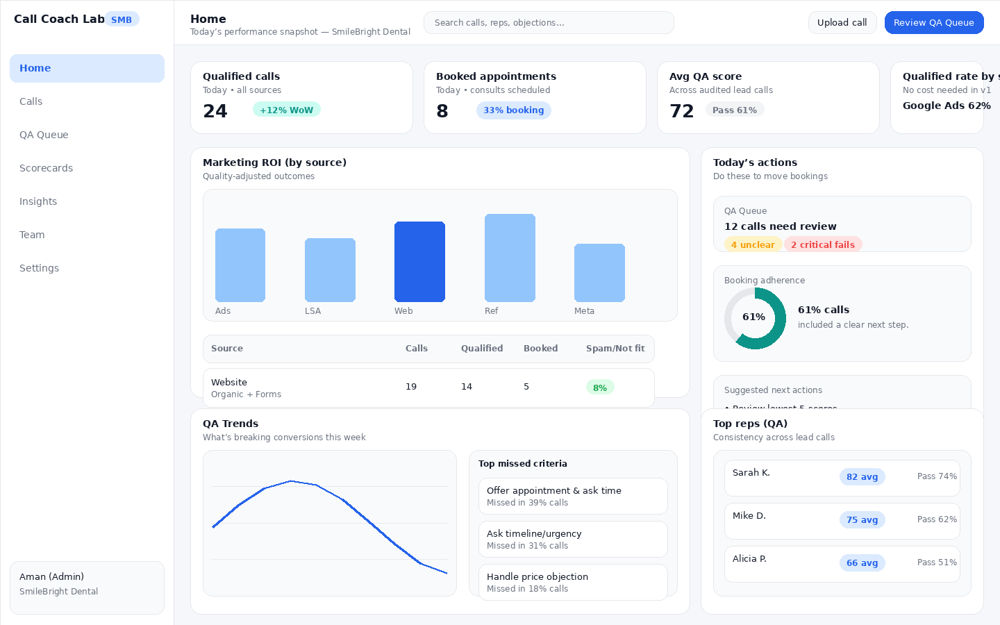 Call Coach Lab SMB
Home
Calls
QA Queue
Scorecards
Insights
Team
Settings
Aman (Admin)
SmileBright Dental
Home
Today’s performance snapshot — SmileBright Dental
Search calls, reps, objections…
Upload call
Review QA Queue
Qualified calls
Today • all sources
24 +12% WoW
Booked appointments
Today • consults scheduled
8 33% booking
Avg QA score
Across audited lead calls
72 Pass 61%
Qualified rate by
No cost needed in v1
Google Ads 62%
Marketing ROI (by source)
Quality-adjusted outcomes
Ads LSA Web Ref Meta
Source Calls Qualified Booked Spam/Not fit
Website 19 14 5 8%
Organic + Forms
Today’s actions
Do these to move bookings
QA Queue
12 calls need review
4 unclear 2 critical fails
Booking adherence
61%
61% calls
included a clear next step.
Suggested next actions
• Review lowest 5 scores
QA Trends
What’s breaking conversions this week
Top missed criteria
Offer appointment & ask time
Missed in 39% calls
Ask timeline/urgency
Missed in 31% calls
Handle price objection
Missed in 18% calls
Top reps (QA)
Consistency across lead calls
Sarah K. 82 avg Pass 74%
Mike D. 75 avg Pass 62%
Alicia P. 66 avg Pass 51%